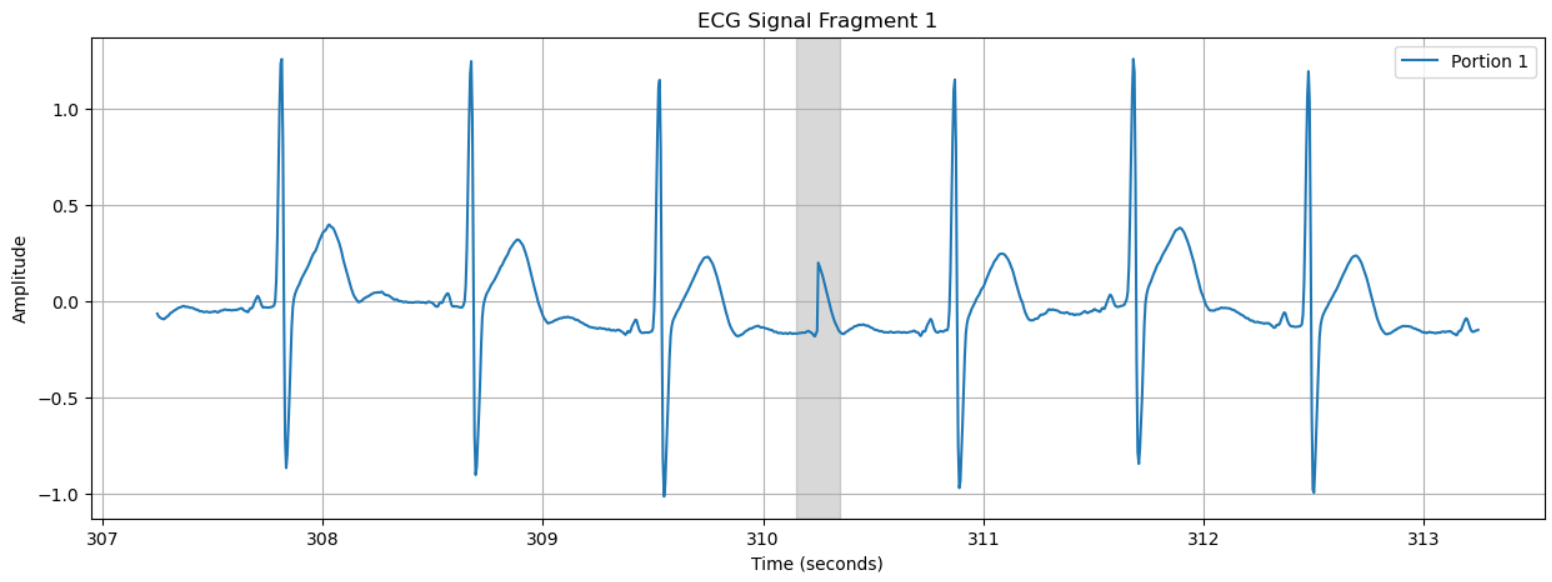 ECG Signal Fragment 1
Portion 1
Amplitude
1.0
0.5
0.0
−0.5
−1.0
307 308 309 310 311 312 313
Time (seconds)